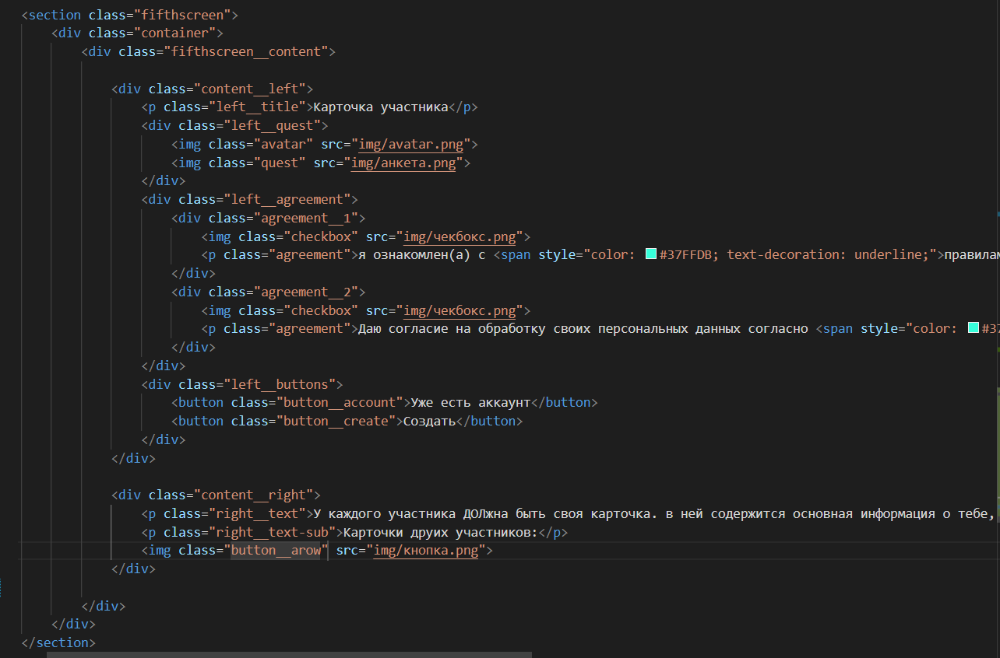 <section class="fifthscreen">
<div class="container">
<div class="fifthscreen__content">
<div class="content__left">
<p class="left__title">Карточка участника</p>
<div class="left__quest">
<img class="avatar" src="img/avatar.png">
<img class="quest" src="img/анкета.png">
</div>
<div class="left__agreement">
<div class="agreement__1">
<img class="checkbox" src="img/чекбокс.png">
<p class="agreement">я ознакомлен(а) с <span style="color: #37FFDB; text-decoration: underline;">правилам
</div>
<div class="agreement__2">
<img class="checkbox" src="img/чекбокс.png">
<p class="agreement">Даю согласие на обработку своих персональных данных согласно <span style="color: #37
</div>
</div>
<div class="left__buttons">
<button class="button__account">Уже есть аккаунт</button>
<button class="button__create">Создать</button>
</div>
</div>
<div class="content__right">
<p class="right__text">У каждого участника ДОЛжна быть своя карточка. в ней содержится основная информация о тебе,
<p class="right__text-sub">Карточки друих участников:</p>
<img class="button__arow" src="img/кнопка.png">
</div>
</div>
</div>
</section>